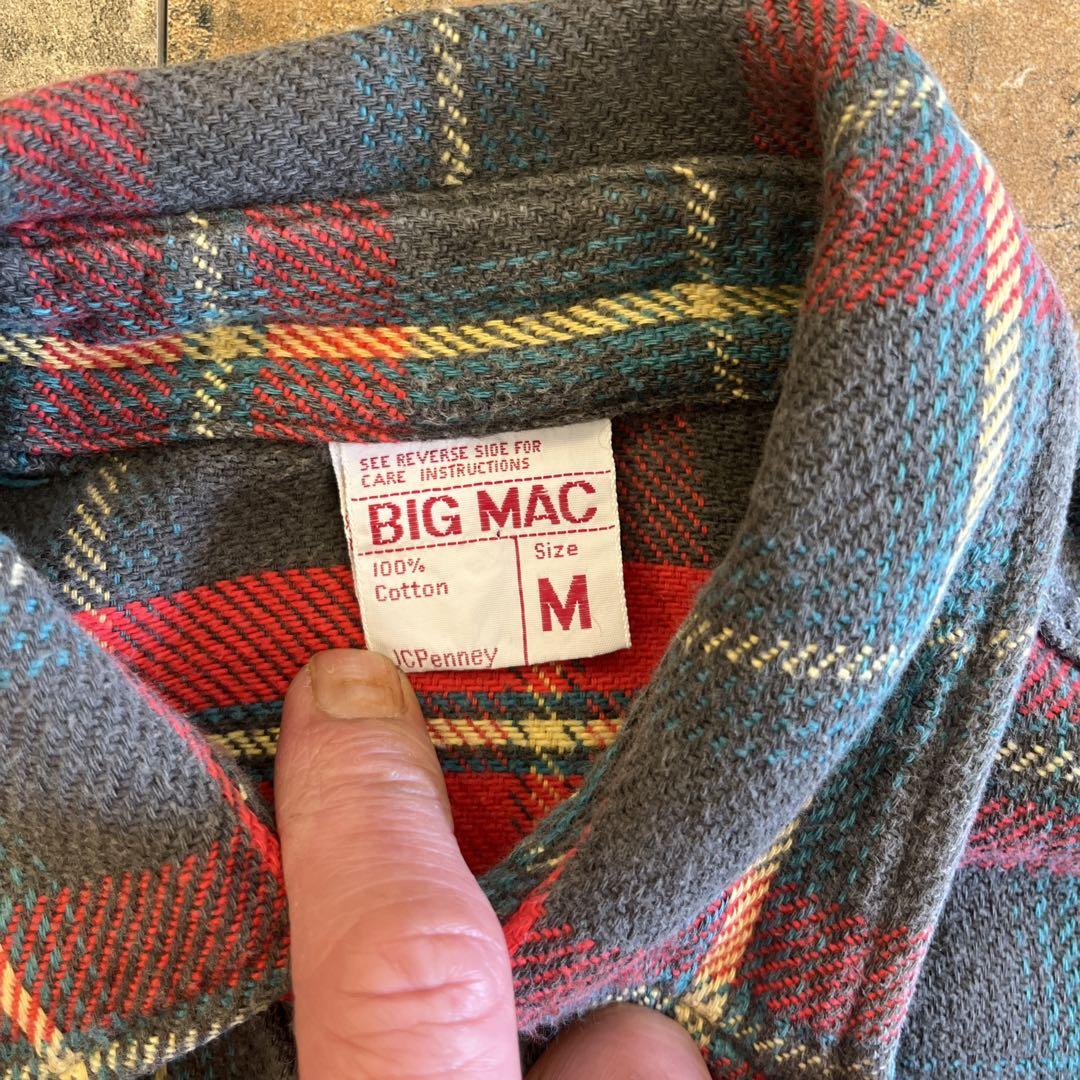 SEE REVERSE SIDE FOR
CARE INSTRUCTIONS
BIG MAC
100%
Cotton
Size
M
JCPenney